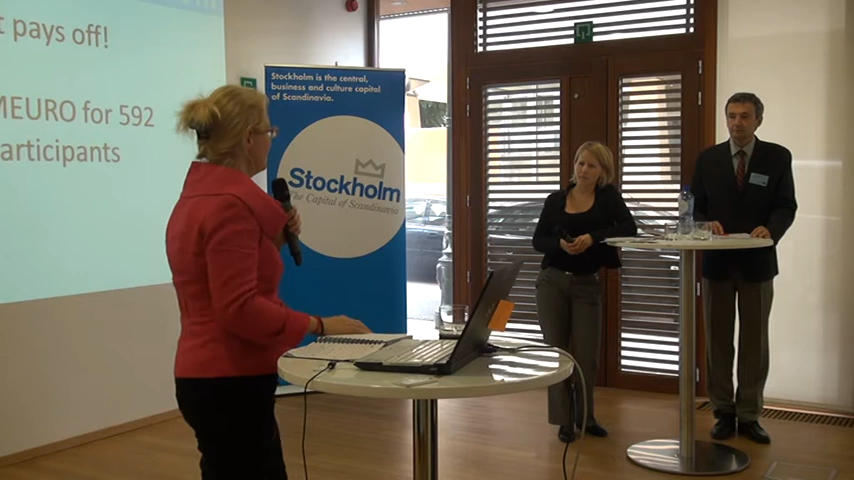 t pays off!
MEURO for 592
articipants
Stockholm is the central,
business and culture capital
of Scandinavia.
Stockholm
The Capital of Scandinavia